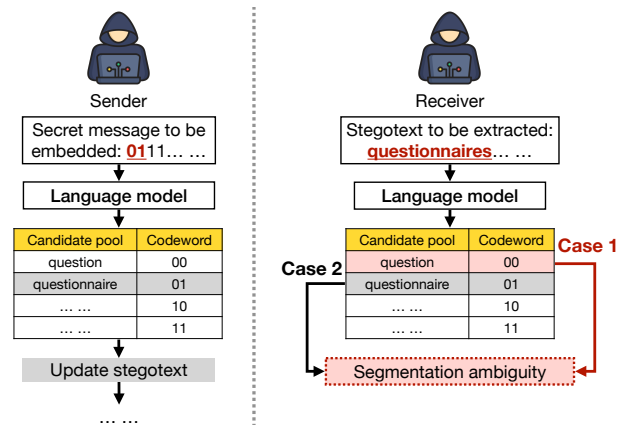 Sender
Secret message to be
embedded: 0111... ...
Language model
Candidate pool Codeword
question 00
questionnaire 01
... ... 10
... ... 11
Update stegotext
... ...
Receiver
Stegotext to be extracted:
questionnaires... ...
Language model
Candidate pool Codeword
question 00
questionnaire 01
... ... 10
... ... 11
Case 1
Case 2
Segmentation ambiguity